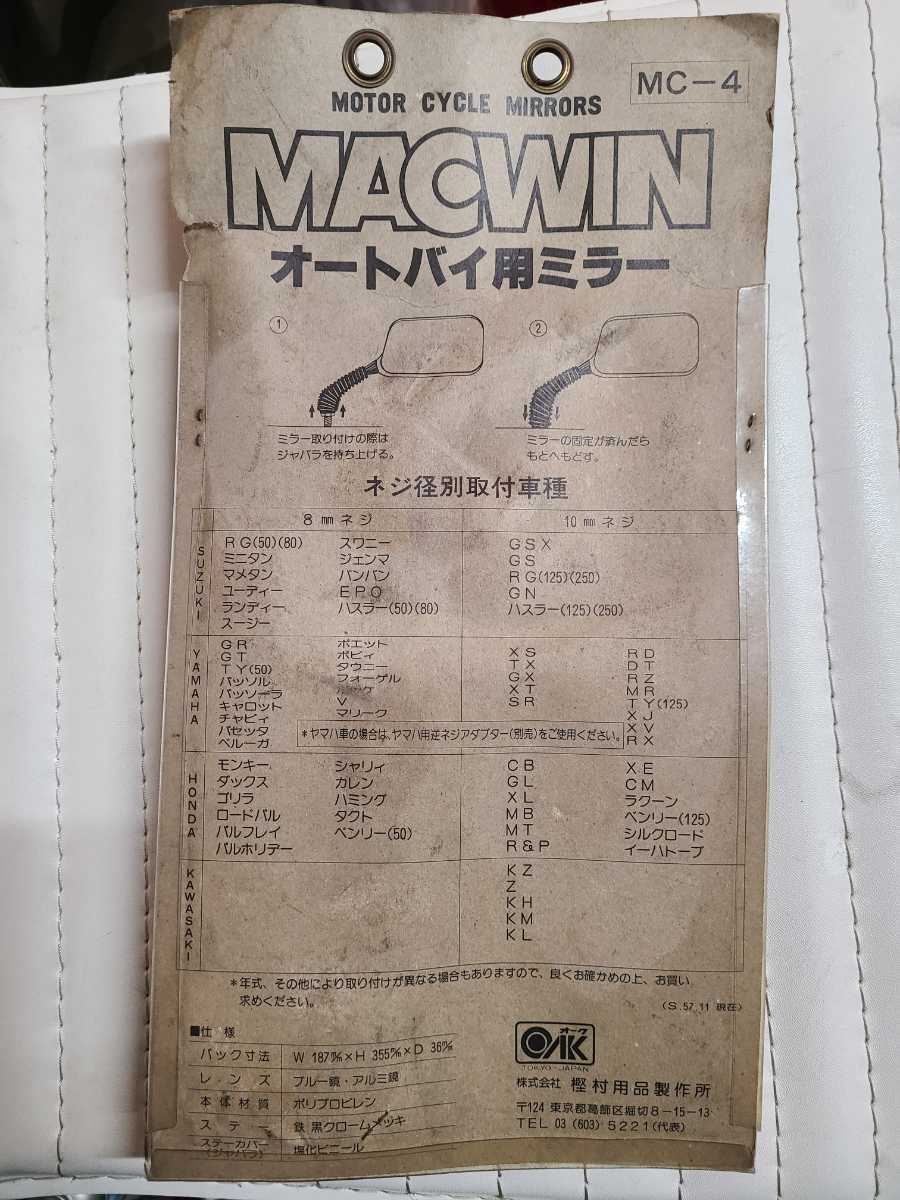 MC-4
MOTOR CYCLE MIRRORS
MACWIN
オートバイ用ミラー
① ②
ミラー取り付けの際は
ジャバラを持ち上げる。
ミラーの固定が済んだら
もとへもどす。
ネジ径別取付車種
8㎜ネジ 10㎜ネジ
SUZUKI
RG(50)(80) スワニー GSX
ミニタン ジェンマ GS
マメタン バンバン RG(125)(250)
ユーディー EPO GN
ランディー ハスラー(50)(80) ハスラー(125)(250)
スージー
YAMAHA
GR ポエット XS RD
GT ポピィ TX DT
TY(50) タウニー GX RZ
パッソル フォーゲル XT MR
パッソーラ SR TY(125)
キャロット V XJ
チャピィ マリーク XV
パセッタ RX
ベルーガ
*ヤマハ車の場合は、ヤマハ用逆ネジアダプター(別売)をご使用ください。
HONDA
モンキー シャリィ CB XE
ダックス カレン GL CM
ゴリラ ハミング XL ラクーン
ロードパル タクト MB ベンリー(125)
パルフレイ ベンリー(50) MT シルクロード
パルホリデー R&P イーハトーブ
KAWASAKI
KZ
Z
KH
KM
KL
*年式、その他により取り付けが異なる場合もありますので、良くお確かめの上、お買い
求めください。
(S.57.11 現在)
■仕様
パック寸法 W 187㎜×H 355㎜×D 36㎜
レンズ ブルー鏡・アルミ鏡
本体材質 ポリプロピレン
ステー 鉄 黒クロームメッキ
ステーカバー(ジャバラ) 塩化ビニール
オーク
OAK
TOKYO-JAPAN
株式会社 樫村用品製作所
〒124 東京都葛飾区堀切8-15-13
TEL 03(603)5221(代表)